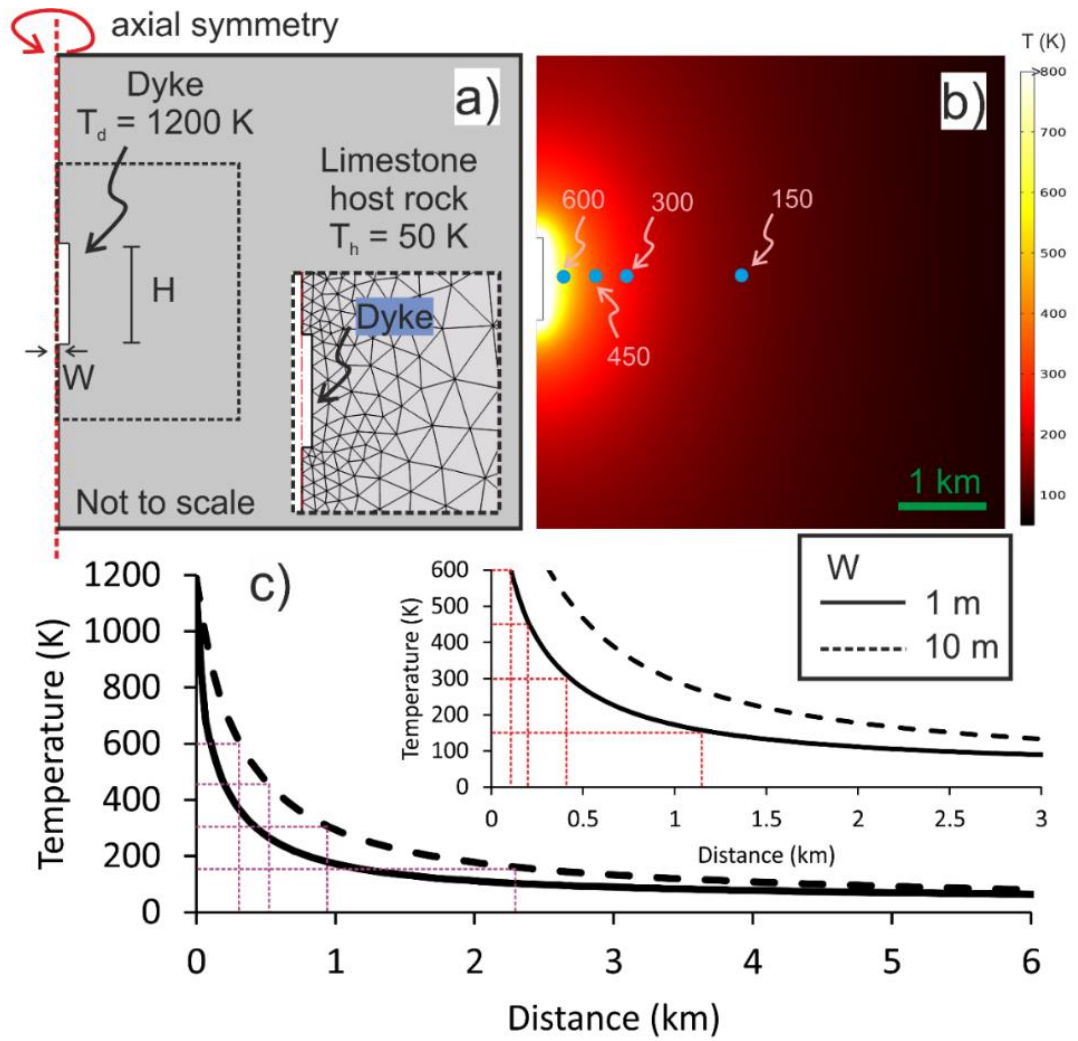 axial symmetry
a)
Dyke
T_d = 1200 K
Limestone
host rock
T_h = 50 K
H
W
Dyke
Not to scale
b)
T (K)
>800
700
600
500
400
300
200
100
600
300
150
450
1 km
c)
Temperature (K)
1200
1000
800
600
400
200
0
0
1
2
3
4
5
6
Distance (km)
Temperature (K)
600
500
400
300
200
100
0
0
0.5
1
1.5
2
2.5
3
Distance (km)
W
1 m
10 m